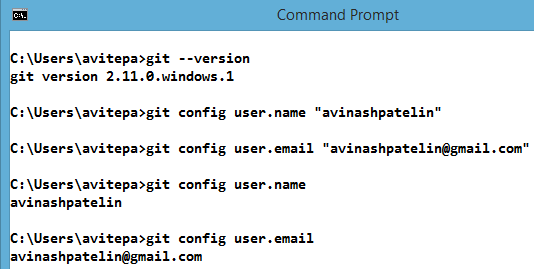 C:\.
Command Prompt
C:\Users\avitepa>git --version
git version 2.11.0.windows.1
C:\Users\avitepa>git config user.name "avinashpatelin"
C:\Users\avitepa>git config user.email "avinashpatelin@gmail.com"
C:\Users\avitepa>git config user.name
avinashpatelin
C:\Users\avitepa>git config user.email
avinashpatelin@gmail.com